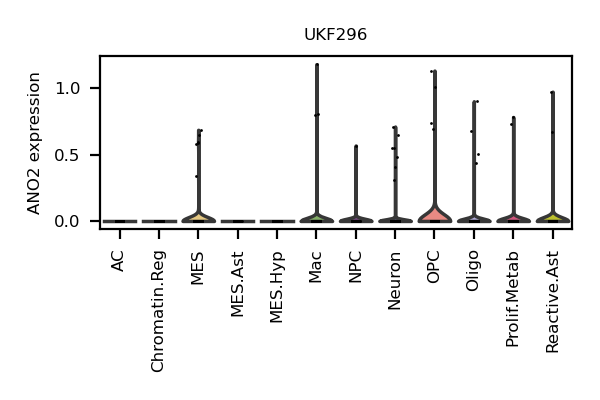 UKF296
ANO2 expression
1.0
0.5
0.0
AC
Chromatin.Reg
MES
MES.Ast
MES.Hyp
Mac
NPC
Neuron
OPC
Oligo
Prolif.Metab
Reactive.Ast